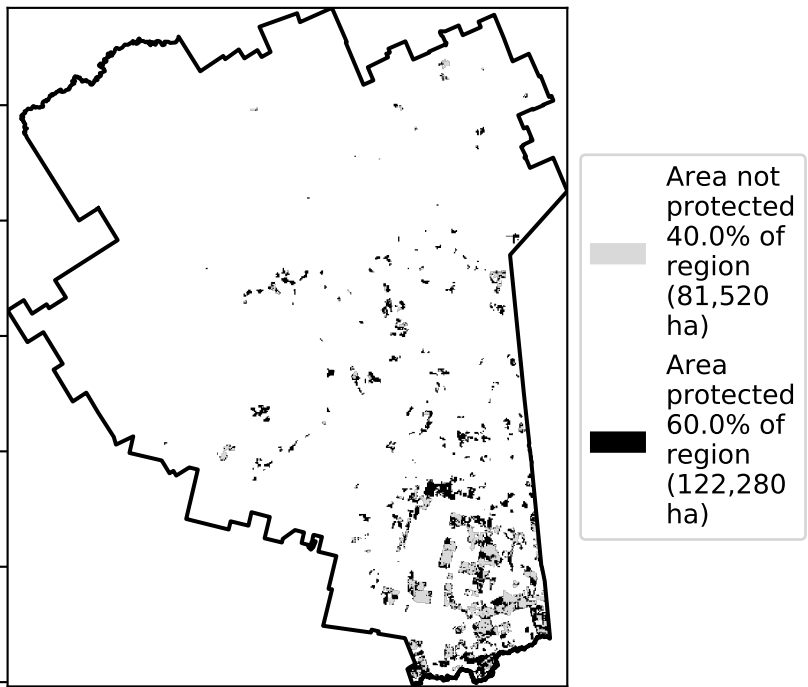 Area not
protected
40.0% of
region
(81,520
ha)
Area
protected
60.0% of
region
(122,280
ha)